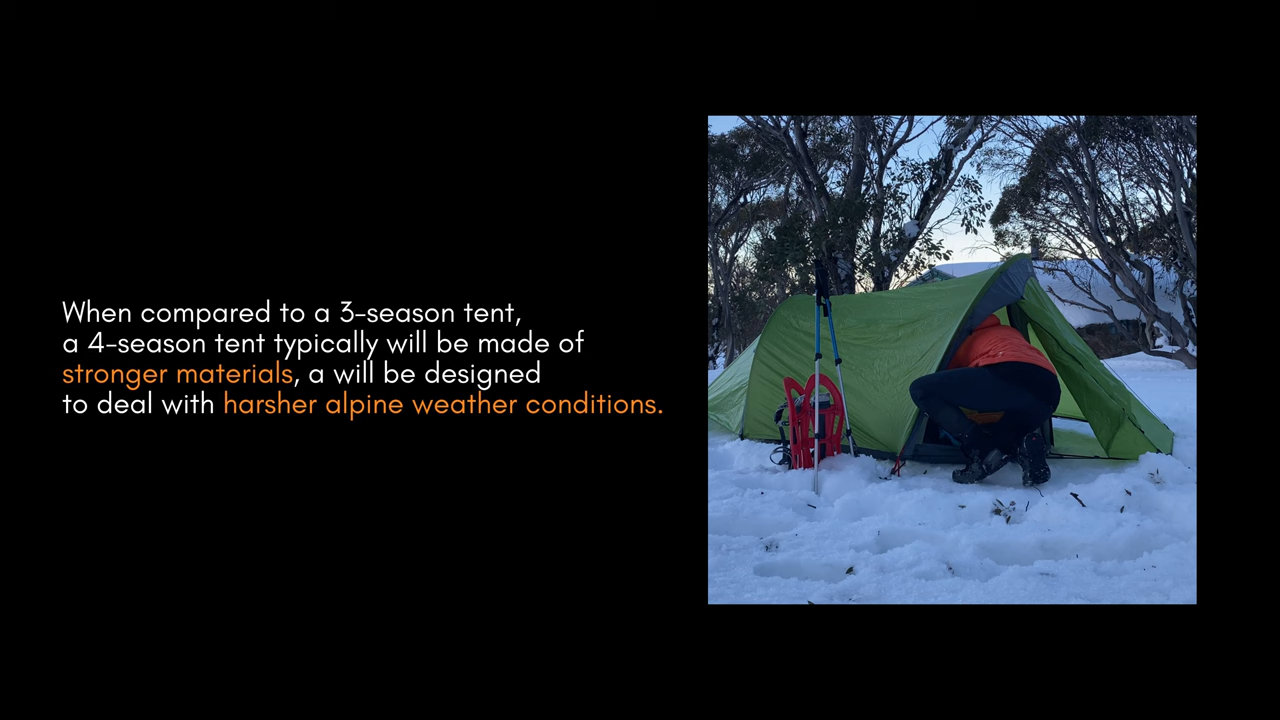 When compared to a 3-season tent,
a 4-season tent typically will be made of
stronger materials, a will be designed
to deal with harsher alpine weather conditions.